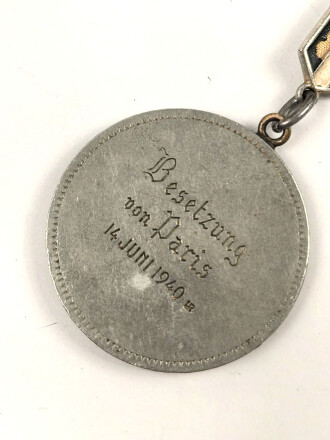 Besetzung
von Paris
14. JUNI 1940